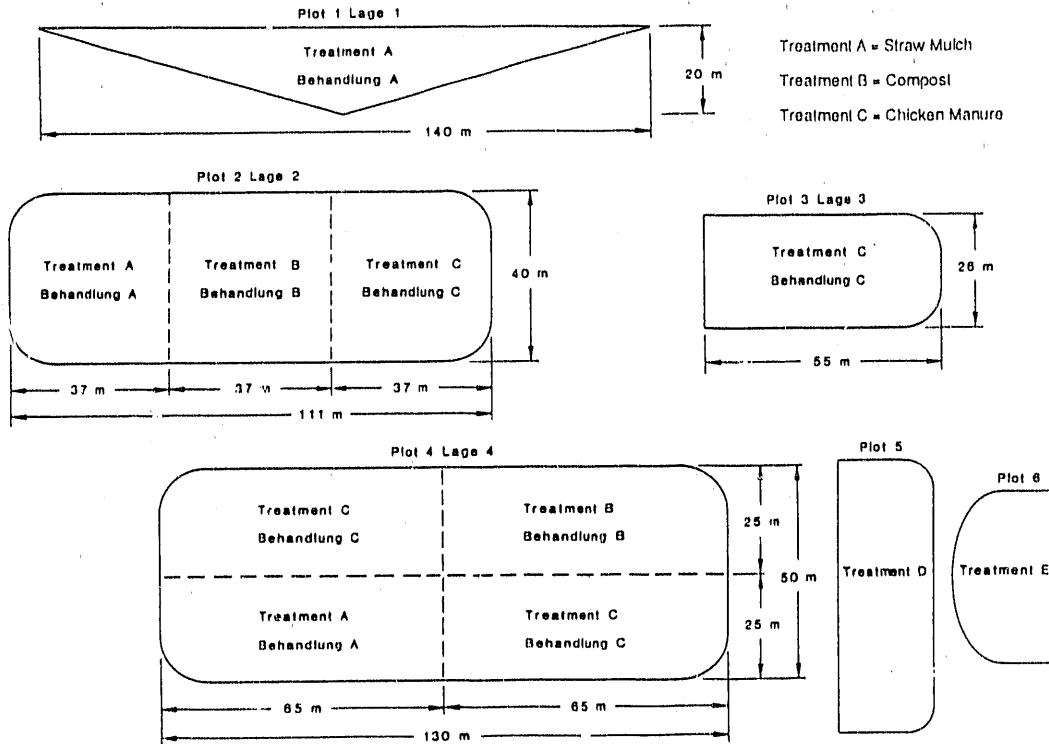 Plot 1 Lage 1
Treatment A
Behandlung A
20 m
140 m
Treatment A = Straw Mulch
Treatment B = Compost
Treatment C = Chicken Manure
Plot 2 Lage 2
Treatment A
Behandlung A
Treatment B
Behandlung B
Treatment C
Behandlung C
40 m
37 m
37 m
37 m
111 m
Plot 3 Lage 3
Treatment C
Behandlung C
26 m
55 m
Plot 4 Lage 4
Treatment C
Behandlung C
Treatment B
Behandlung B
Treatment A
Behandlung A
Treatment C
Behandlung C
25 m
50 m
25 m
65 m
65 m
130 m
Plot 5
Treatment D
Plot 6
Treatment E